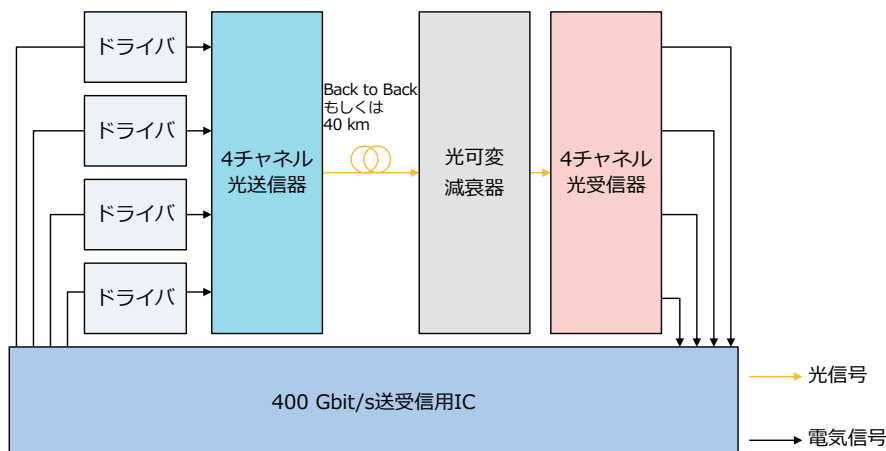 ドライバ
ドライバ
ドライバ
ドライバ
4チャネル
光送信器
Back to Back
もしくは
40 km
光可変
減衰器
4チャネル
光受信器
400 Gbit/s送受信用IC
光信号
電気信号